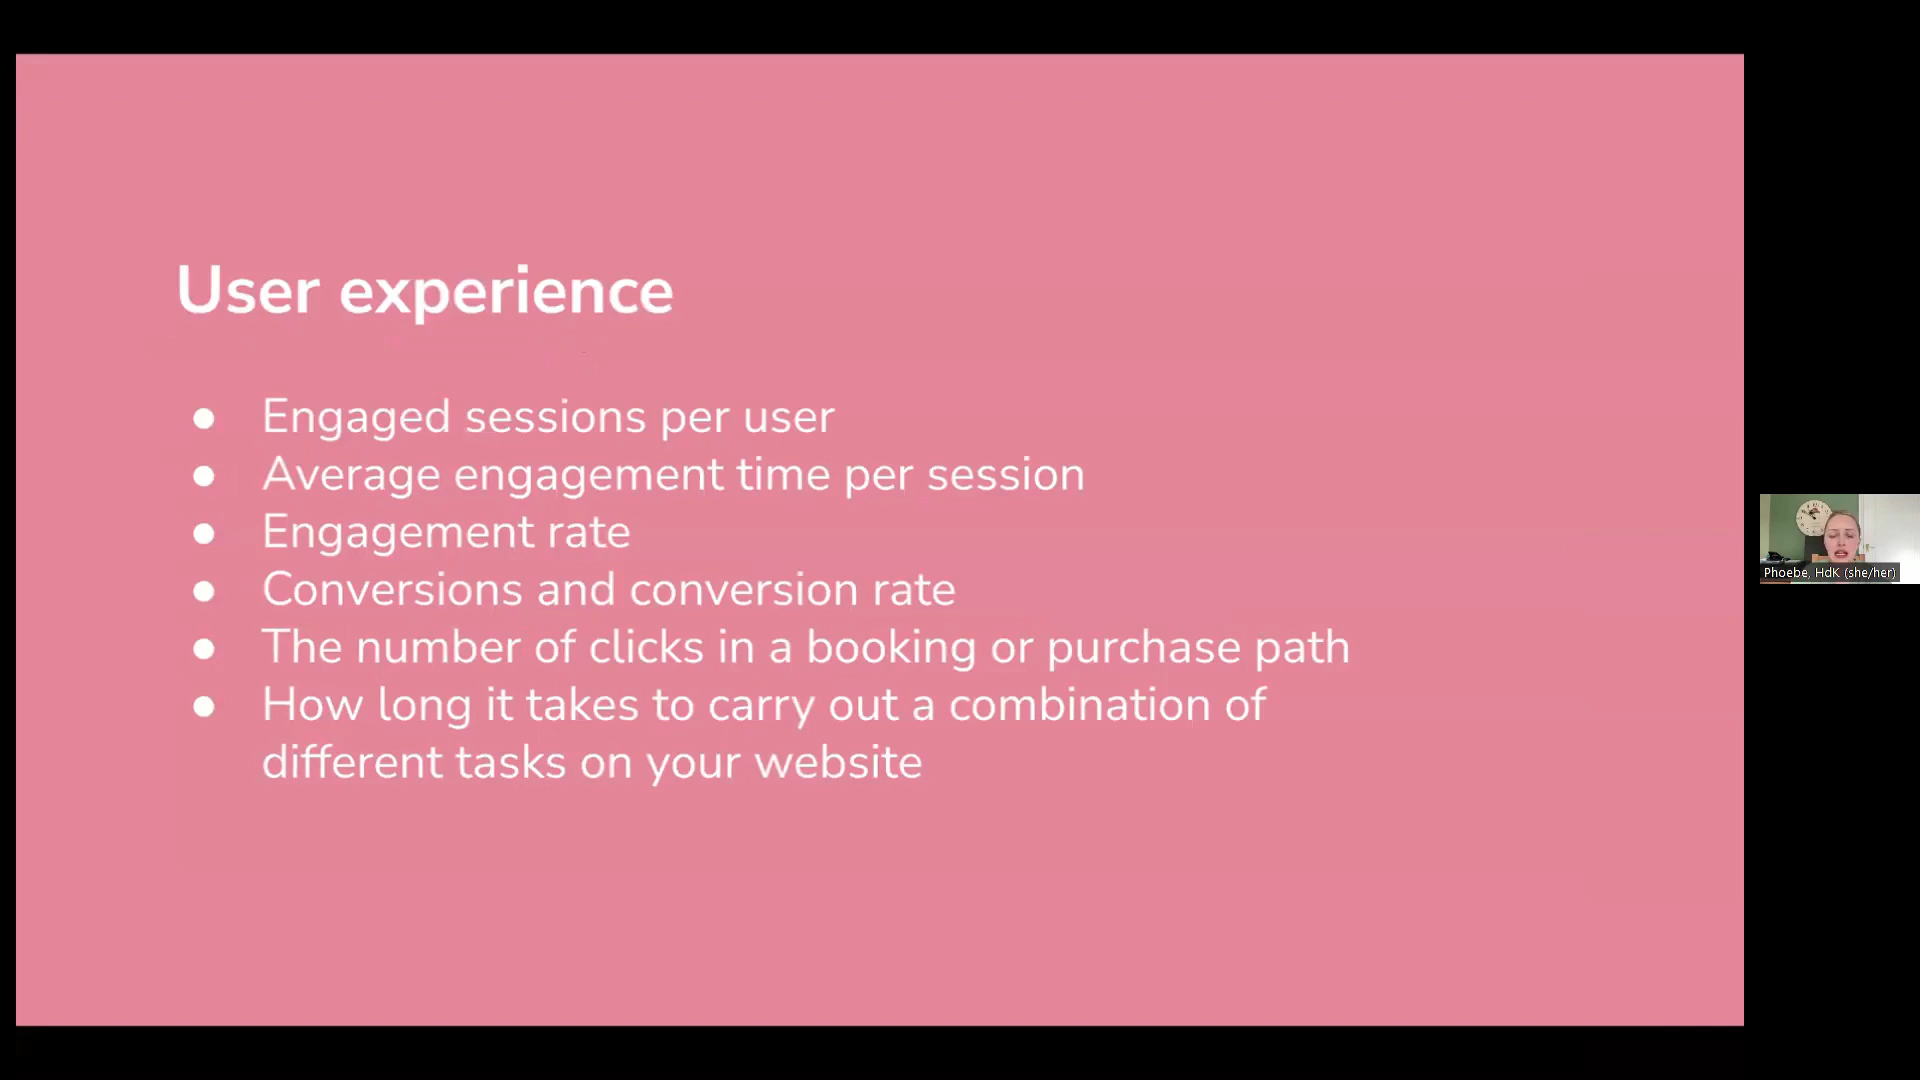 User experience
● Engaged sessions per user
● Average engagement time per session
● Engagement rate
● Conversions and conversion rate
● The number of clicks in a booking or purchase path
● How long it takes to carry out a combination of
different tasks on your website
Phoebe, HdK (she/her)